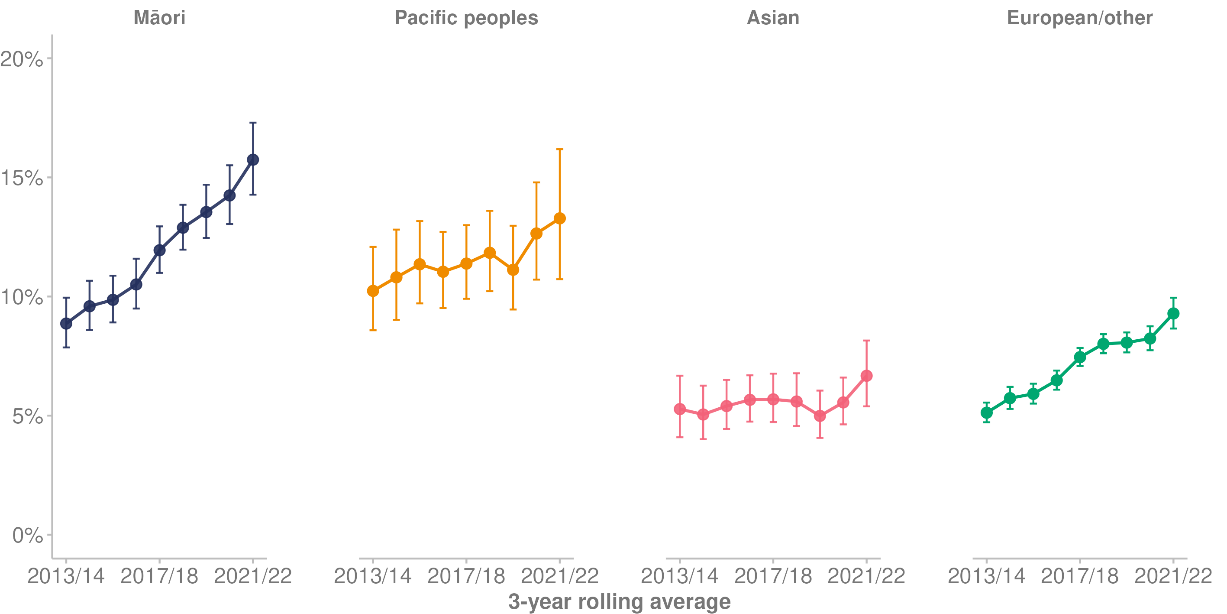 Māori Pacific peoples Asian European/other
20%
15%
10%
5%
0%
2013/14 2017/18 2021/22 2013/14 2017/18 2021/22 2013/14 2017/18 2021/22 2013/14 2017/18 2021/22
3-year rolling average